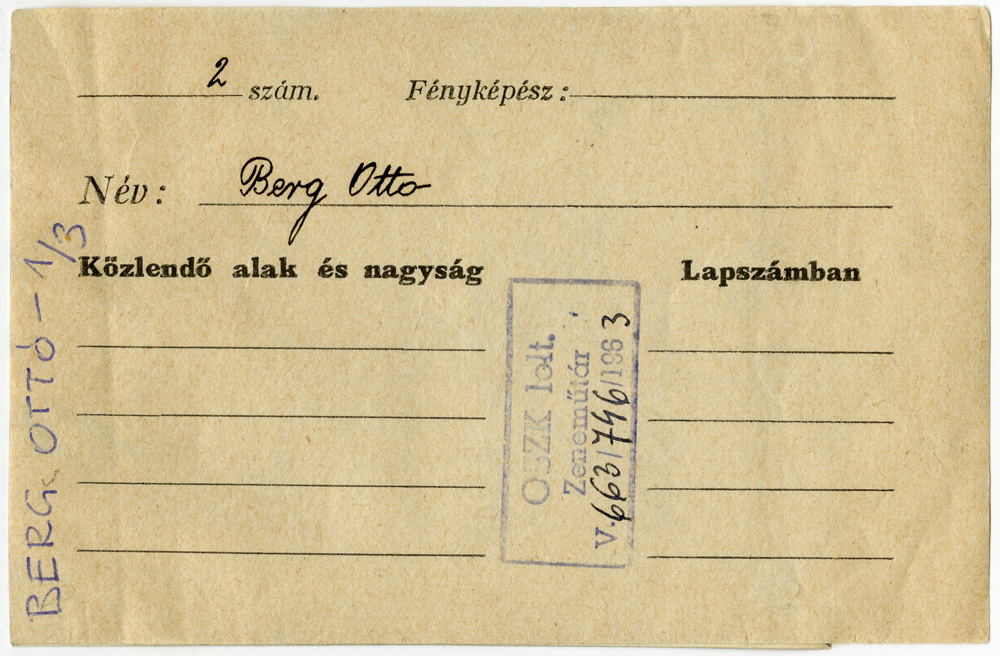 2 szám. Fényképész:
Név: Berg Otto
Közlendő alak és nagyság Lapszámban
OSZK lolt.
Zeneműtár
V. 663/746/1963
BERG OTTÓ - 1/3